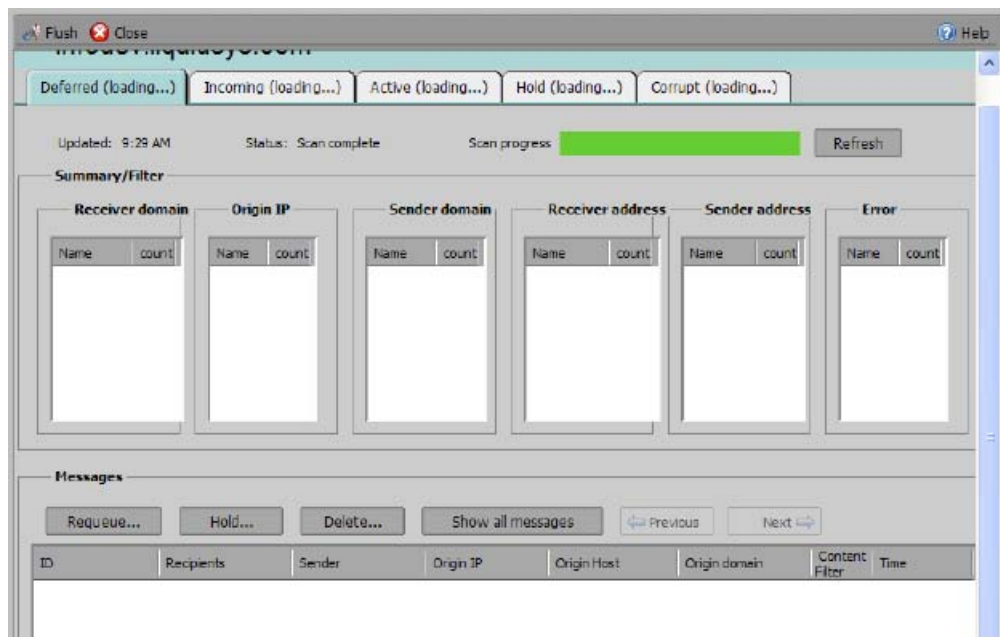 Flush Close Help
Deferred (loading...) Incoming (loading...) Active (loading...) Hold (loading...) Corrupt (loading...)
Updated: 9:29 AM Status: Scan complete Scan progress Refresh
Summary/Filter
Receiver domain Origin IP Sender domain Receiver address Sender address Error
Name count Name count Name count Name count Name count Name count
Messages
Requeue... Hold... Delete... Show all messages Previous Next
ID Recipients Sender Origin IP Origin Host Origin domain Content Filter Time